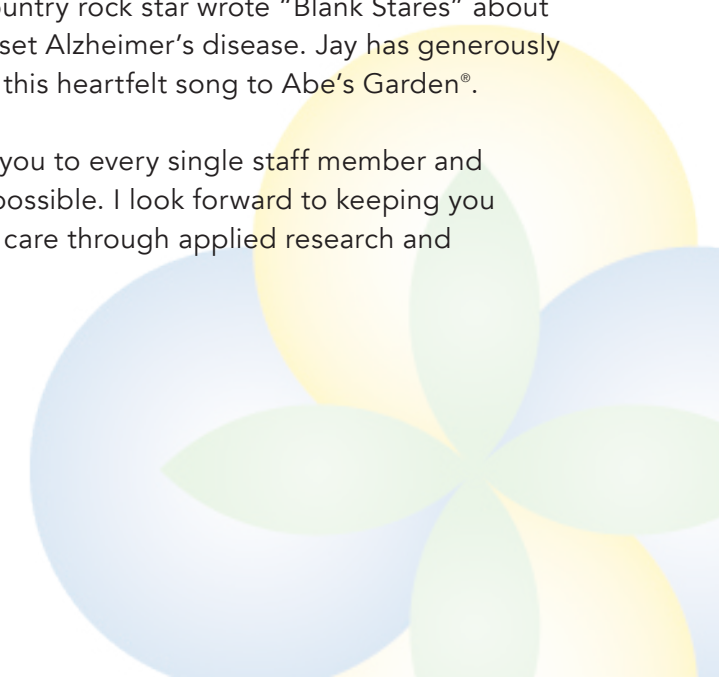 ountry rock star wrote “Blank Stares” about
set Alzheimer’s disease. Jay has generously
this heartfelt song to Abe’s Garden®.
you to every single staff member and
possible. I look forward to keeping you
care through applied research and